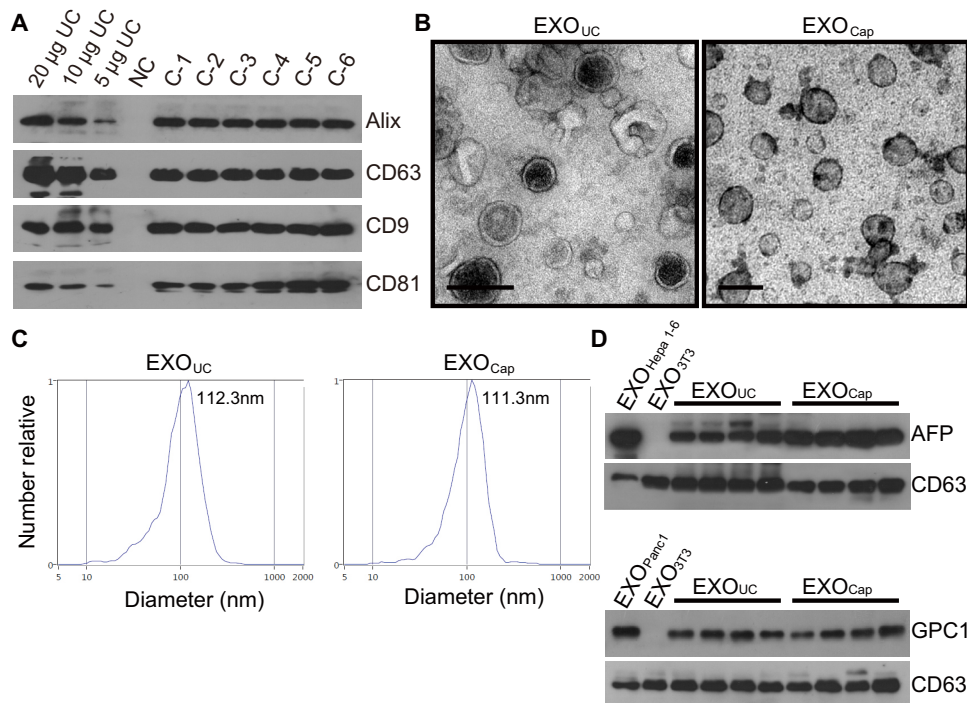 A
20 µg UC
10 µg UC
5 µg UC
NC
C-1
C-2
C-3
C-4
C-5
C-6
Alix
CD63
CD9
CD81
B
EXOUC
EXOCap
C
EXOUC
EXOCap
1
112.3nm
1
111.3nm
Number relative
0
0
5 10 100 1000 2000
5 10 100 1000 2000
Diameter (nm)
Diameter (nm)
D
EXOHepa 1-6
EXO3T3
EXOUC
EXOCap
AFP
CD63
EXOPanc1
EXO3T3
EXOUC
EXOCap
GPC1
CD63